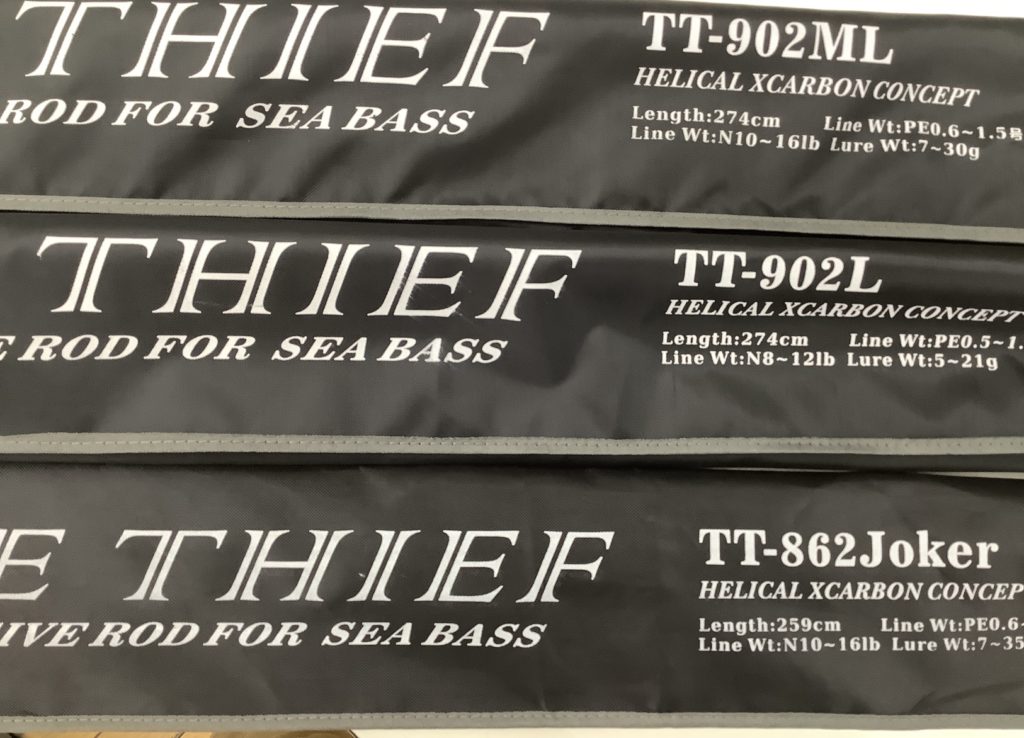 THIEF
ROD FOR SEA BASS
TT-902ML
HELICAL XCARBON CONCEPT
Length:274cm Line Wt:PE0.6~1.5号
Line Wt:N10~16lb Lure Wt:7~30g
THIEF
E ROD FOR SEA BASS
TT-902L
HELICAL XCARBON CONCEPT
Length:274cm Line Wt:PE0.5~1.
Line Wt:N8~12lb Lure Wt:5~21g
E THIEF
SIVE ROD FOR SEA BASS
TT-862Joker
HELICAL XCARBON CONCEP
Length:259cm Line Wt:PE0.6~
Line Wt:N10~16lb Lure Wt:7~35